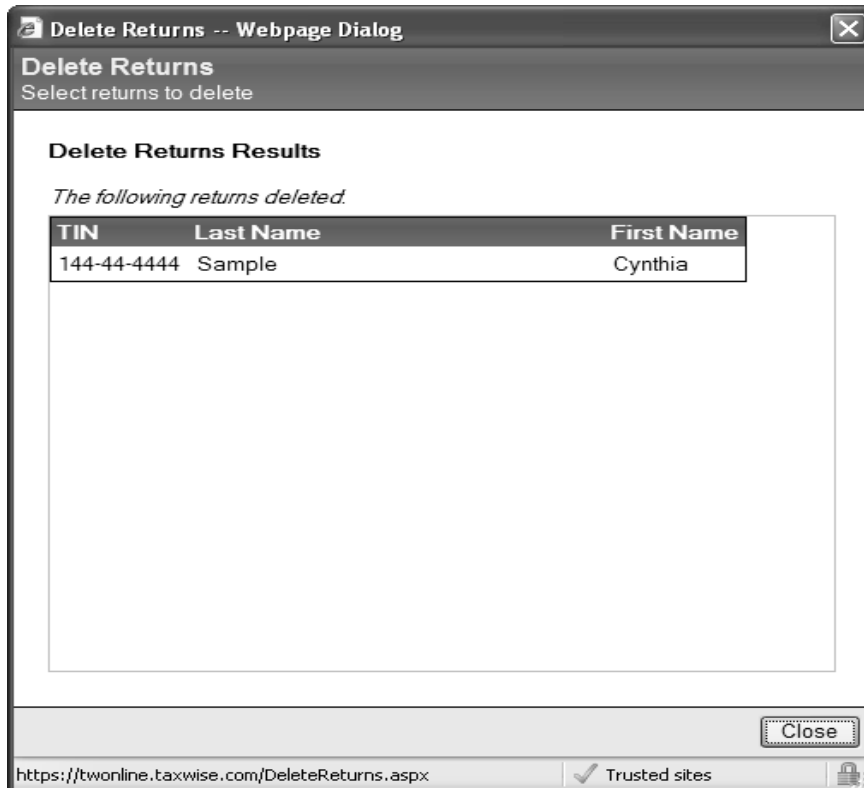 Delete Returns -- Webpage Dialog
Delete Returns
Select returns to delete
Delete Returns Results
The following returns deleted.
TIN Last Name First Name
144-44-4444 Sample Cynthia
Close
https://twonline.taxwise.com/DeleteReturns.aspx Trusted sites